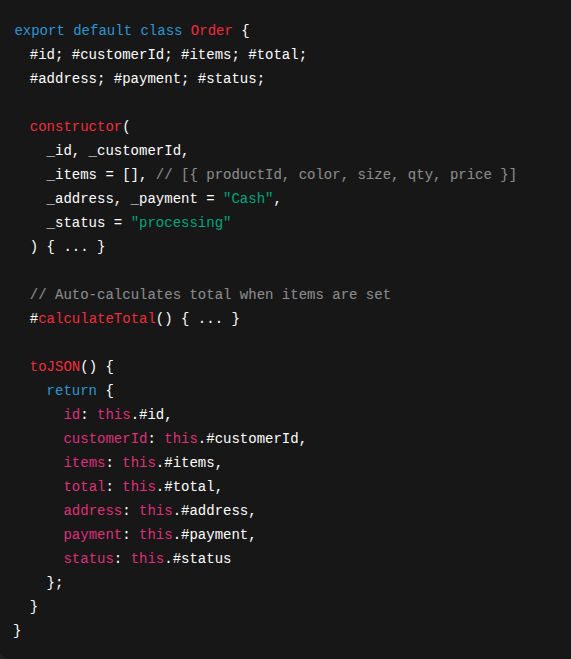 export default class Order {
  #id; #customerId; #items; #total;
  #address; #payment; #status;

  constructor(
    _id, _customerId,
    _items = [], // [{ productId, color, size, qty, price }]
    _address, _payment = "Cash",
    _status = "processing"
  ) { ... }

  // Auto-calculates total when items are set
  #calculateTotal() { ... }

  toJSON() {
    return {
      id: this.#id,
      customerId: this.#customerId,
      items: this.#items,
      total: this.#total,
      address: this.#address,
      payment: this.#payment,
      status: this.#status
    };
  }
}